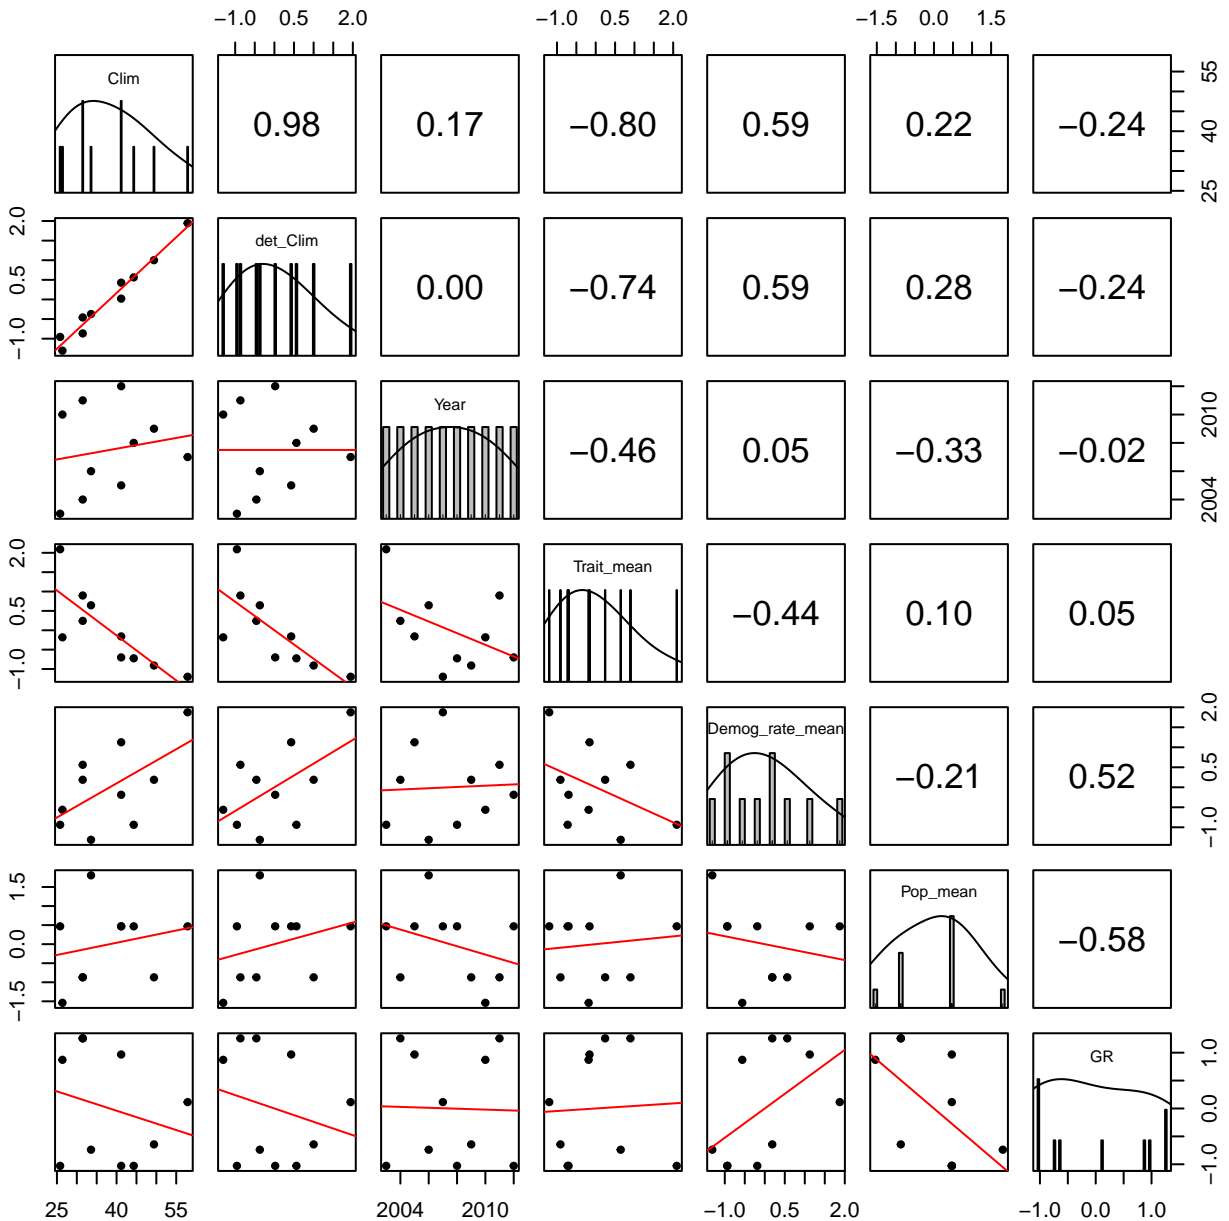 −1.0 0.5 2.0 −1.0 0.5 2.0 −1.5 0.0 1.5
Clim 0.98 0.17 −0.80 0.59 0.22 −0.24 25 40 55
−1.0 0.5 2.0 det_Clim 0.00 −0.74 0.59 0.28 −0.24
Year −0.46 0.05 −0.33 −0.02 2004 2010
−1.0 0.5 2.0 Trait_mean −0.44 0.10 0.05
Demog_rate_mean −0.21 0.52 −1.0 0.5 2.0
−1.5 0.0 1.5 Pop_mean −0.58
GR −1.0 0.0 1.0
25 40 55 2004 2010 −1.0 0.5 2.0 −1.0 0.0 1.0